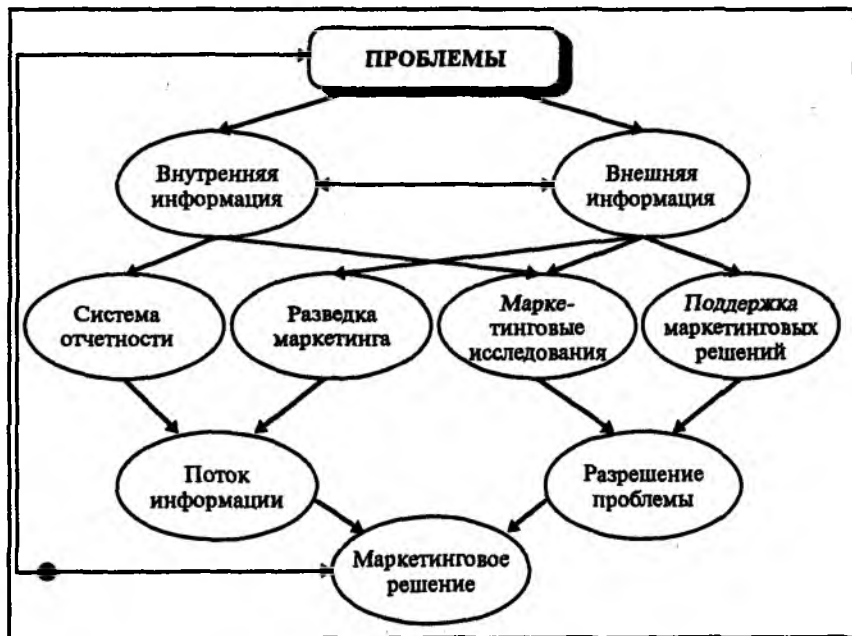 ПРОБЛЕМЫ
Внутренняя
информация
Внешняя
информация
Система
отчетности
Разведка
маркетинга
Марке-
тинговые
исследования
Поддержка
маркетинговых
решений
Поток
информации
Разрешение
проблемы
Маркетинговое
решение